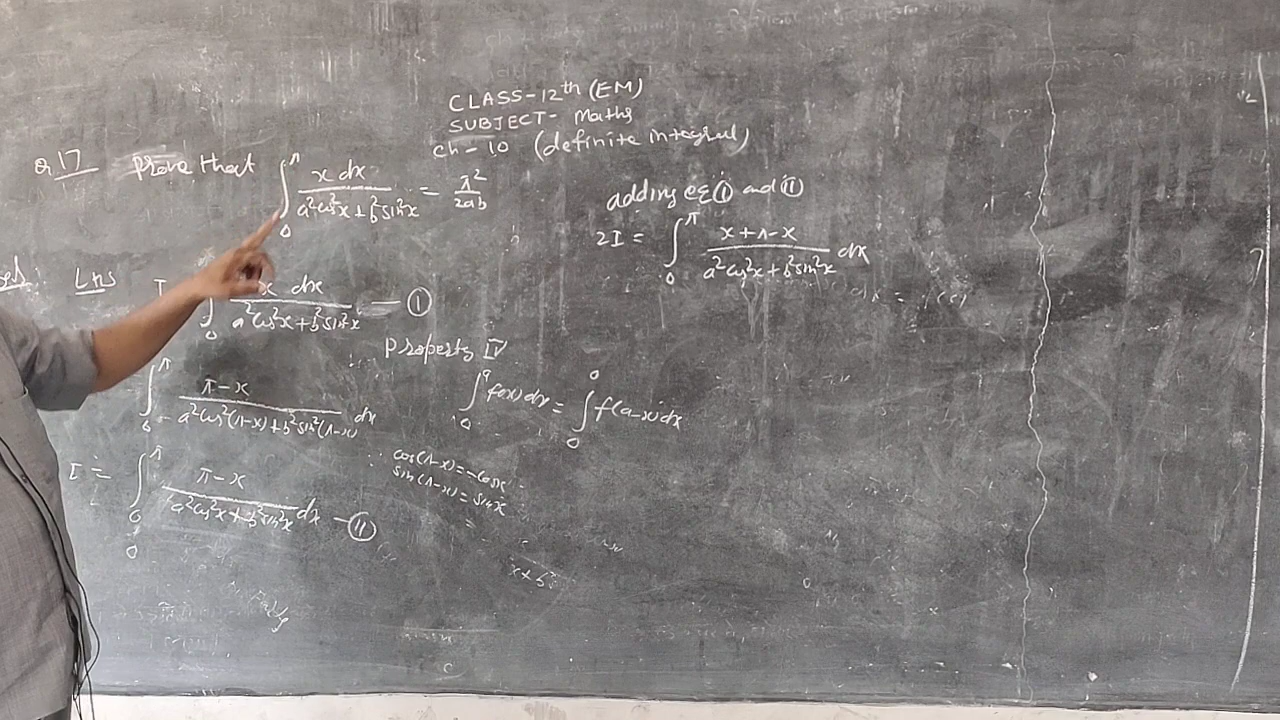 CLASS-12th (EM)
SUBJECT- Maths
Ch-10 (definite integral)
Q.17 Prove that ∫₀^π x dx / (a²cos²x + b²sin²x) = π²/2ab
LHS I ∫₀ x dx / (a²cos²x + b²sin²x) — (I)
Property IV
∫₀^a f(x) dx = ∫₀^a f(a-x) dx
∫₀^π (π-x) / (a²cos²(π-x) + b²sin²(π-x)) dx
cos(π-x) = -cosx
sin(π-x) = sinx
I = ∫₀^π (π-x) / (a²cos²x + b²sin²x) dx — (II)
adding eq (I) and (II)
2I = ∫₀^π (x+π-x) / (a²cos²x + b²sin²x) dx